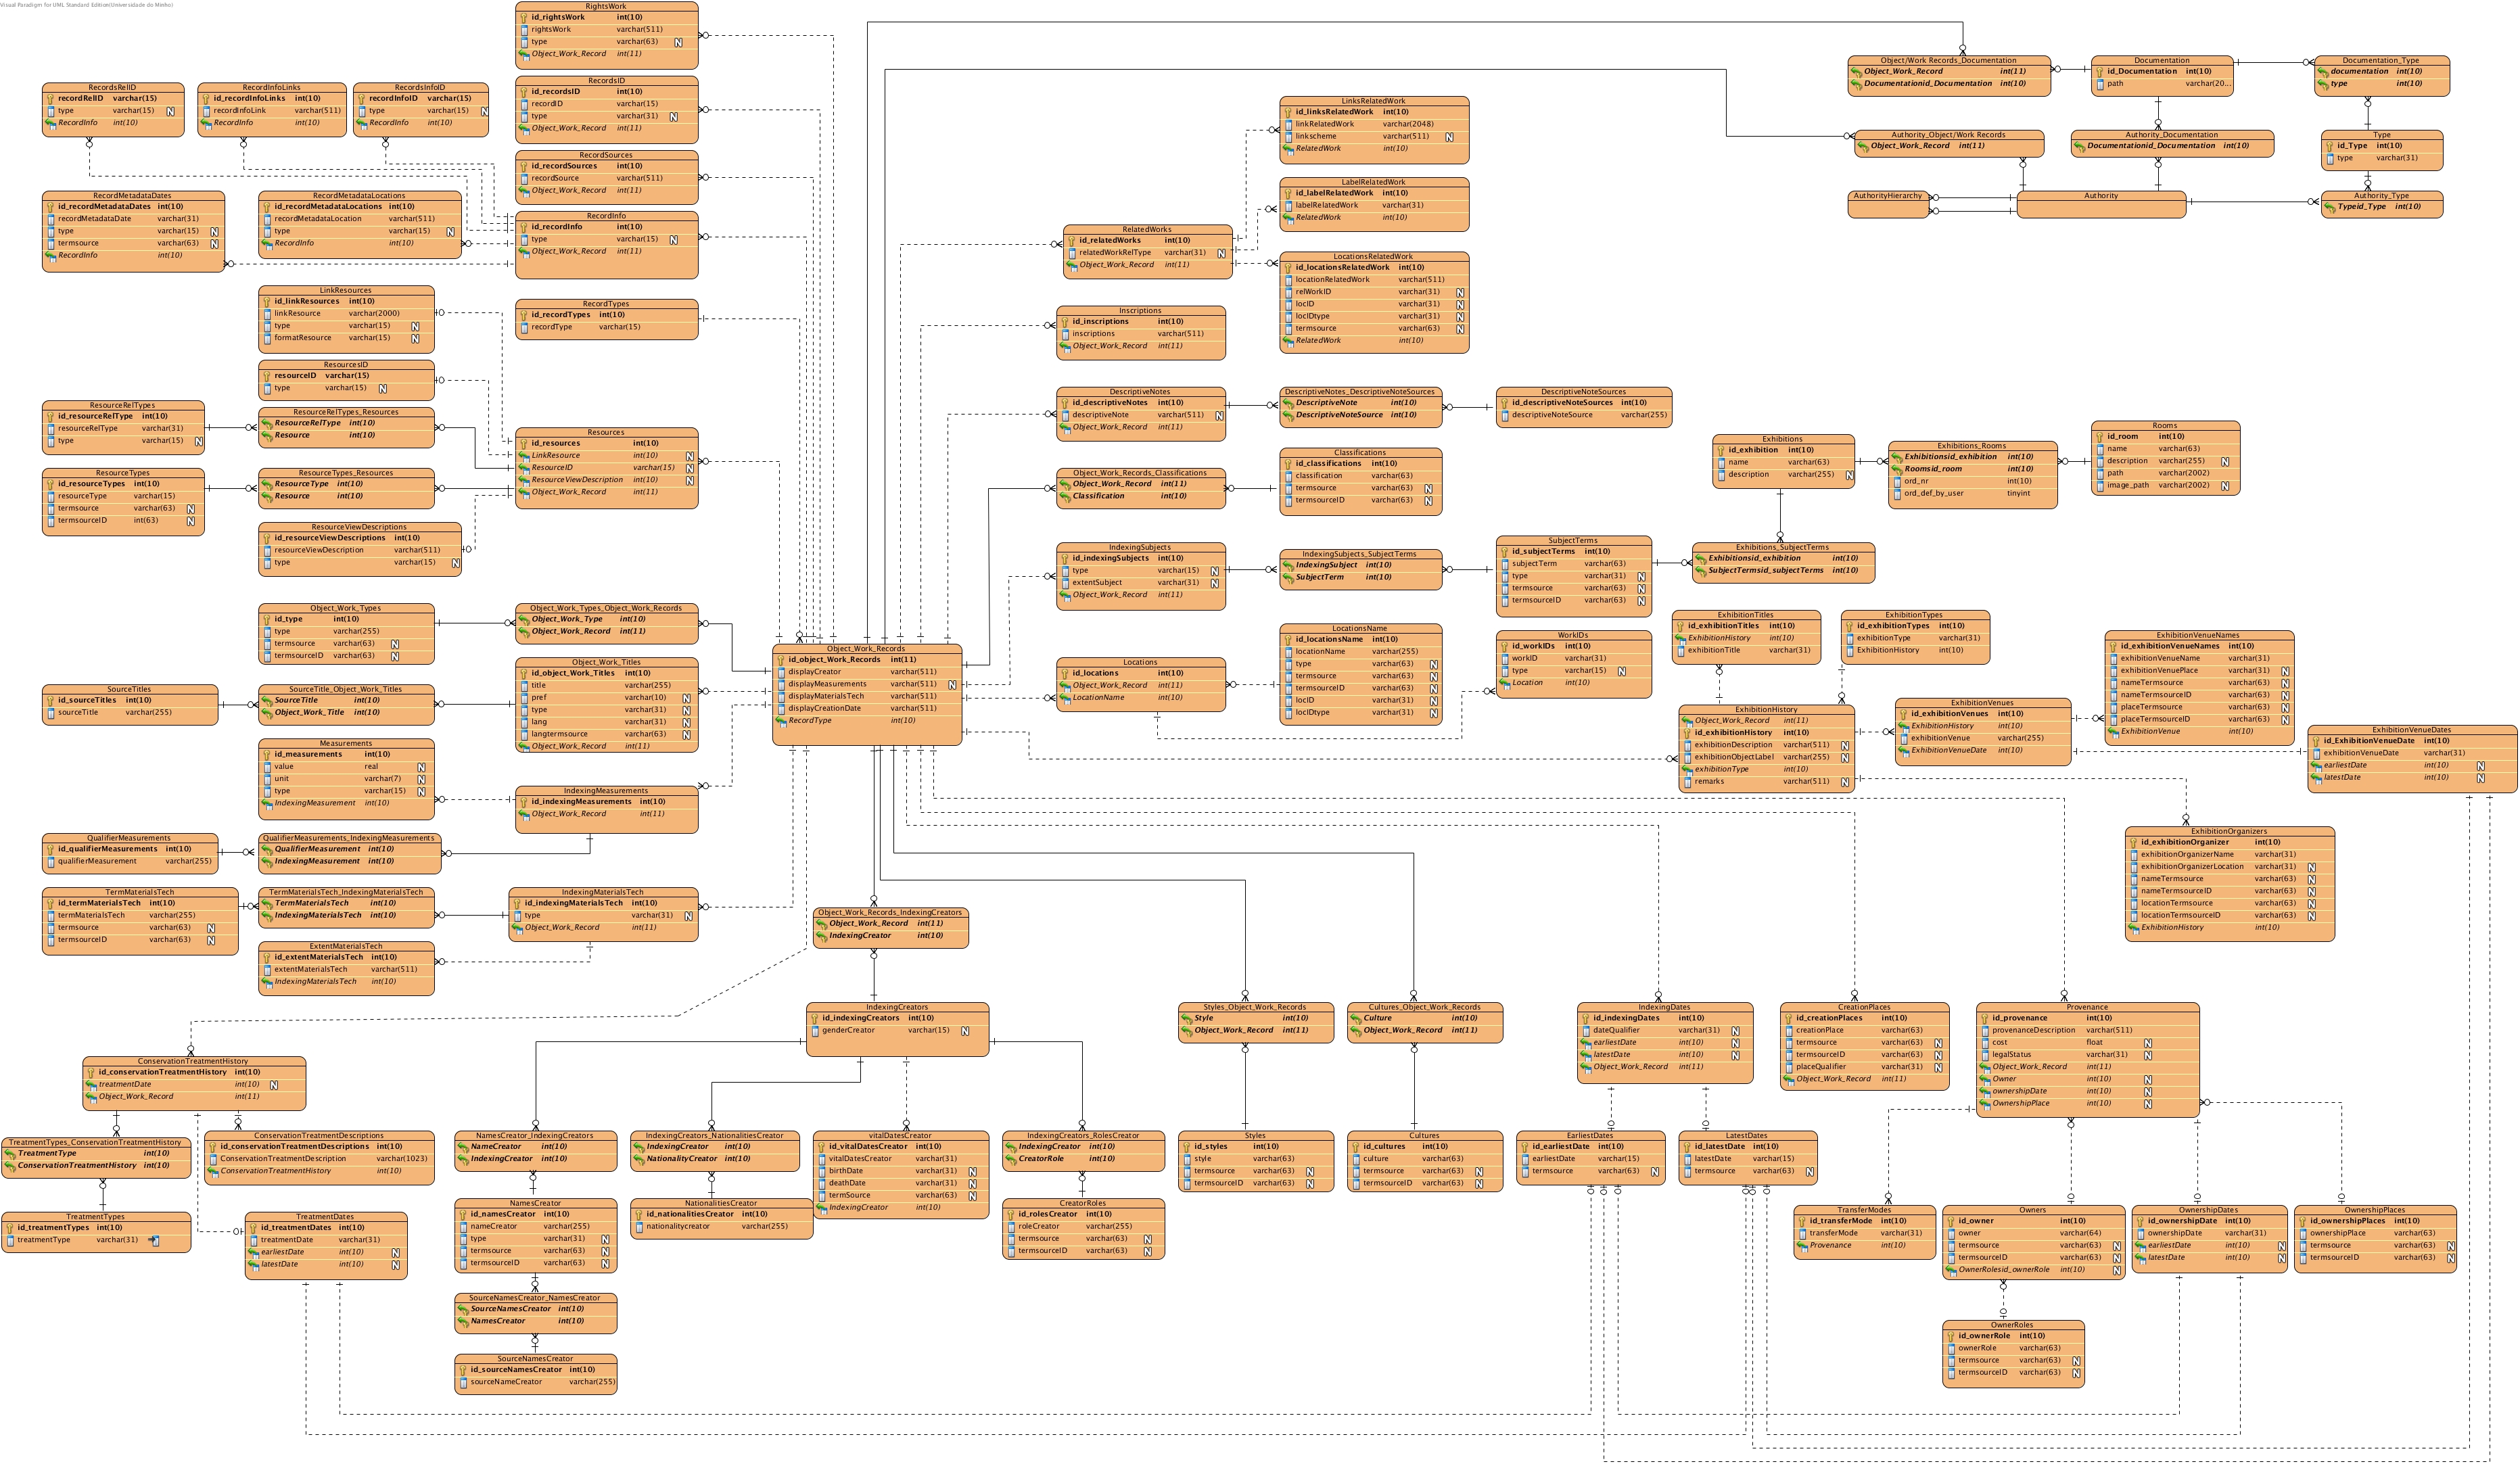 Visual Paradigm for UML Standard Edition(Universidade do Minho)
RightsWork
id_rightsWork int(10)
rightsWork varchar(511)
type varchar(63) N
Object_Work_Record int(11)
RecordsRelID
recordRelID varchar(15)
type varchar(15) N
RecordInfo int(10)
RecordInfoLinks
id_recordInfoLinks int(10)
recordInfoLink varchar(511)
RecordInfo int(10)
RecordsInfoID
recordInfoID varchar(15)
type varchar(15) N
RecordInfo int(10)
RecordsID
id_recordsID int(10)
recordID varchar(15)
type varchar(31) N
Object_Work_Record int(11)
RecordSources
id_recordSources int(10)
recordSource varchar(511)
Object_Work_Record int(11)
RecordMetadataDates
id_recordMetadataDates int(10)
recordMetadataDate varchar(31)
type varchar(15) N
termsource varchar(63) N
RecordInfo int(10)
RecordMetadataLocations
id_recordMetadataLocations int(10)
recordMetadataLocation varchar(511)
type varchar(15) N
RecordInfo int(10)
RecordInfo
id_recordInfo int(10)
type varchar(15) N
Object_Work_Record int(11)
LinkResources
id_linkResources int(10)
linkResource varchar(2000)
type varchar(15) N
formatResource varchar(15) N
RecordTypes
id_recordTypes int(10)
recordType varchar(15)
ResourcesID
resourceID varchar(15)
type varchar(15) N
ResourceRelTypes
id_resourceRelType int(10)
resourceRelType varchar(31)
type varchar(15) N
ResourceRelTypes_Resources
ResourceRelType int(10)
Resource int(10)
Resources
id_resources int(10)
LinkResource int(10) N
ResourceID varchar(15) N
ResourceViewDescription int(10) N
Object_Work_Record int(11)
ResourceTypes
id_resourceTypes int(10)
resourceType varchar(15)
termsource varchar(63) N
termsourceID int(63) N
ResourceTypes_Resources
ResourceType int(10)
Resource int(10)
ResourceViewDescriptions
id_resourceViewDescriptions int(10)
resourceViewDescription varchar(511)
type varchar(15) N
Object_Work_Types
id_type int(10)
type varchar(255)
termsource varchar(63) N
termsourceID varchar(63) N
Object_Work_Types_Object_Work_Records
Object_Work_Type int(10)
Object_Work_Record int(11)
Object_Work_Titles
id_object_Work_Titles int(10)
title varchar(255)
pref varchar(10) N
type varchar(31) N
lang varchar(31) N
langtermsource varchar(63) N
Object_Work_Record int(11)
SourceTitles
id_sourceTitles int(10)
sourceTitle varchar(255)
SourceTitle_Object_Work_Titles
SourceTitle int(10)
Object_Work_Title int(10)
Measurements
id_measurements int(10)
value real N
unit varchar(7) N
type varchar(15) N
IndexingMeasurement int(10)
IndexingMeasurements
id_indexingMeasurements int(10)
Object_Work_Record int(11)
QualifierMeasurements
id_qualifierMeasurements int(10)
qualifierMeasurement varchar(255)
QualifierMeasurements_IndexingMeasurements
QualifierMeasurement int(10)
IndexingMeasurement int(10)
TermMaterialsTech
id_termMaterialsTech int(10)
termMaterialsTech varchar(255)
termsource varchar(63) N
termsourceID varchar(63) N
TermMaterialsTech_IndexingMaterialsTech
TermMaterialsTech int(10)
IndexingMaterialsTech int(10)
IndexingMaterialsTech
id_indexingMaterialsTech int(10)
type varchar(31) N
Object_Work_Record int(11)
ExtentMaterialsTech
id_extentMaterialsTech int(10)
extentMaterialsTech varchar(511)
IndexingMaterialsTech int(10)
Object_Work_Records
id_object_Work_Records int(11)
displayCreator varchar(511)
displayMeasurements varchar(511) N
displayMaterialsTech varchar(511)
displayCreationDate varchar(511)
RecordType int(10)
Object_Work_Records_IndexingCreators
Object_Work_Record int(11)
IndexingCreator int(10)
LinksRelatedWork
id_linksRelatedWork int(10)
linkRelatedWork varchar(2048)
linkscheme varchar(511) N
RelatedWork int(10)
LabelRelatedWork
id_labelRelatedWork int(10)
labelRelatedWork varchar(31)
RelatedWork int(10)
RelatedWorks
id_relatedWorks int(10)
relatedWorkRelType varchar(31) N
Object_Work_Record int(11)
LocationsRelatedWork
id_locationsRelatedWork int(10)
locationRelatedWork varchar(511)
relWorkID varchar(31) N
locID varchar(31) N
locIDtype varchar(31) N
termsource varchar(63) N
RelatedWork int(10)
Inscriptions
id_inscriptions int(10)
inscriptions varchar(511)
Object_Work_Record int(11)
DescriptiveNotes
id_descriptiveNotes int(10)
descriptiveNote varchar(511) N
Object_Work_Record int(11)
DescriptiveNotes_DescriptiveNoteSources
DescriptiveNote int(10)
DescriptiveNoteSource int(10)
DescriptiveNoteSources
id_descriptiveNoteSources int(10)
descriptiveNoteSource varchar(255)
Object_Work_Records_Classifications
Object_Work_Record int(11)
Classification int(10)
Classifications
id_classifications int(10)
classification varchar(63)
termsource varchar(63) N
termsourceID varchar(63) N
IndexingSubjects
id_indexingSubjects int(10)
type varchar(15) N
extentSubject varchar(31) N
Object_Work_Record int(11)
IndexingSubjects_SubjectTerms
IndexingSubject int(10)
SubjectTerm int(10)
SubjectTerms
id_subjectTerms int(10)
subjectTerm varchar(63)
type varchar(31) N
termsource varchar(63) N
termsourceID varchar(63) N
Locations
id_locations int(10)
Object_Work_Record int(11)
LocationName int(10)
LocationsName
id_locationsName int(10)
locationName varchar(255)
type varchar(63) N
termsource varchar(63) N
termsourceID varchar(63) N
locID varchar(31) N
locIDtype varchar(31) N
WorkIDs
id_workIDs int(10)
workID varchar(31)
type varchar(15) N
Location int(10)
Object/Work Records_Documentation
Object_Work_Record int(11)
Documentationid_Documentation int(10)
Documentation
id_Documentation int(10)
path varchar(20...
Documentation_Type
documentation int(10)
type int(10)
Authority_Object/Work Records
Object_Work_Record int(11)
Authority_Documentation
Documentationid_Documentation int(10)
Type
id_Type int(10)
type varchar(31)
AuthorityHierarchy
Authority
Authority_Type
Typeid_Type int(10)
Exhibitions
id_exhibition int(10)
name varchar(63)
description varchar(255) N
Exhibitions_Rooms
Exhibitionsid_exhibition int(10)
Roomsid_room int(10)
ord_nr int(10)
ord_def_by_user tinyint
Rooms
id_room int(10)
name varchar(63)
description varchar(255) N
path varchar(2002)
image_path varchar(2002) N
Exhibitions_SubjectTerms
Exhibitionsid_exhibition int(10)
SubjectTermsid_subjectTerms int(10)
ExhibitionTitles
id_exhibitionTitles int(10)
ExhibitionHistory int(10)
exhibitionTitle varchar(31)
ExhibitionTypes
id_exhibitionTypes int(10)
exhibitionType varchar(31)
ExhibitionHistory int(10)
ExhibitionVenueNames
id_exhibitionVenueNames int(10)
exhibitionVenueName varchar(31)
exhibitionVenuePlace varchar(31) N
nameTermsource varchar(63) N
nameTermsourceID varchar(63) N
placeTermsource varchar(63) N
placeTermsourceID varchar(63) N
ExhibitionVenue int(10)
ExhibitionHistory
Object_Work_Record int(11)
id_exhibitionHistory int(10)
exhibitionDescription varchar(511) N
exhibitionObjectLabel varchar(255) N
exhibitionType int(10)
remarks varchar(511) N
ExhibitionVenues
id_exhibitionVenues int(10)
ExhibitionHistory int(10)
exhibitionVenue varchar(255)
ExhibitionVenueDate int(10)
ExhibitionVenueDates
id_ExhibitionVenueDate int(10)
exhibitionVenueDate varchar(31)
earliestDate int(10) N
latestDate int(10) N
ExhibitionOrganizers
id_exhibitionOrganizer int(10)
exhibitionOrganizerName varchar(31)
exhibitionOrganizerLocation varchar(31) N
nameTermsource varchar(63) N
nameTermsourceID varchar(63) N
locationTermsource varchar(63) N
locationTermsourceID varchar(63) N
ExhibitionHistory int(10)
IndexingCreators
id_indexingCreators int(10)
genderCreator varchar(15) N
Styles_Object_Work_Records
Style int(10)
Object_Work_Record int(11)
Cultures_Object_Work_Records
Culture int(10)
Object_Work_Record int(11)
IndexingDates
id_indexingDates int(10)
dateQualifier varchar(31) N
earliestDate int(10) N
latestDate int(10) N
Object_Work_Record int(11)
CreationPlaces
id_creationPlaces int(10)
creationPlace varchar(63)
termsource varchar(63) N
termsourceID varchar(63) N
placeQualifier varchar(31) N
Object_Work_Record int(11)
Provenance
id_provenance int(10)
provenanceDescription varchar(511)
cost float N
legalStatus varchar(31) N
Object_Work_Record int(11)
Owner int(10) N
ownershipDate int(10) N
OwnershipPlace int(10) N
ConservationTreatmentHistory
id_conservationTreatmentHistory int(10)
treatmentDate int(10) N
Object_Work_Record int(11)
TreatmentTypes_ConservationTreatmentHistory
TreatmentType int(10)
ConservationTreatmentHistory int(10)
ConservationTreatmentDescriptions
id_conservationTreatmentDescriptions int(10)
ConservationTreatmentDescription varchar(1023)
ConservationTreatmentHistory int(10)
TreatmentTypes
id_treatmentTypes int(10)
treatmentType varchar(31)
TreatmentDates
id_treatmentDates int(10)
treatmentDate varchar(31)
earliestDate int(10) N
latestDate int(10) N
NamesCreator_IndexingCreators
NameCreator int(10)
IndexingCreator int(10)
IndexingCreators_NationalitiesCreator
IndexingCreator int(10)
NationalityCreator int(10)
vitalDatesCreator
id_vitalDatesCreator int(10)
vitalDatesCreator varchar(31)
birthDate varchar(31) N
deathDate varchar(31) N
termSource varchar(63) N
IndexingCreator int(10)
IndexingCreators_RolesCreator
IndexingCreator int(10)
CreatorRole int(10)
NamesCreator
id_namesCreator int(10)
nameCreator varchar(255)
type varchar(31) N
termsource varchar(63) N
termsourceID varchar(63) N
NationalitiesCreator
id_nationalitiesCreator int(10)
nationalitycreator varchar(255)
CreatorRoles
id_rolesCreator int(10)
roleCreator varchar(255)
termsource varchar(63) N
termsourceID varchar(63) N
SourceNamesCreator_NamesCreator
SourceNamesCreator int(10)
NamesCreator int(10)
SourceNamesCreator
id_sourceNamesCreator int(10)
sourceNameCreator varchar(255)
Styles
id_styles int(10)
style varchar(63)
termsource varchar(63) N
termsourceID varchar(63) N
Cultures
id_cultures int(10)
culture varchar(63)
termsource varchar(63) N
termsourceID varchar(63) N
EarliestDates
id_earliestDate int(10)
earliestDate varchar(15)
termsource varchar(63) N
LatestDates
id_latestDate int(10)
latestDate varchar(15)
termsource varchar(63) N
TransferModes
id_transferMode int(10)
transferMode varchar(31)
Provenance int(10)
Owners
id_owner int(10)
owner varchar(64)
termsource varchar(63) N
termsourceID varchar(63) N
OwnerRolesid_ownerRole int(10) N
OwnershipDates
id_ownershipDate int(10)
ownershipDate varchar(31)
earliestDate int(10) N
latestDate int(10) N
OwnershipPlaces
id_ownershipPlaces int(10)
ownershipPlace varchar(63)
termsource varchar(63) N
termsourceID varchar(63) N
OwnerRoles
id_ownerRole int(10)
ownerRole varchar(63)
termsource varchar(63) N
termsourceID varchar(63) N